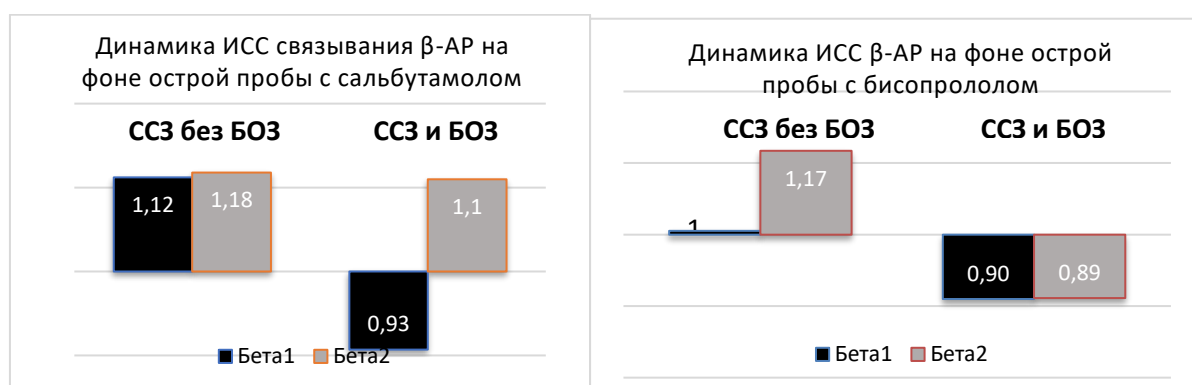 Динамика ИСС связывания β-АР на
фоне острой пробы с сальбутамолом
ССЗ без БОЗ ССЗ и БОЗ
1,12 1,18 1,1
0,93
Бета1 Бета2
Динамика ИСС β-АР на фоне острой
пробы с бисопрололом
ССЗ без БОЗ ССЗ и БОЗ
1,17
1
0,90 0,89
Бета1 Бета2